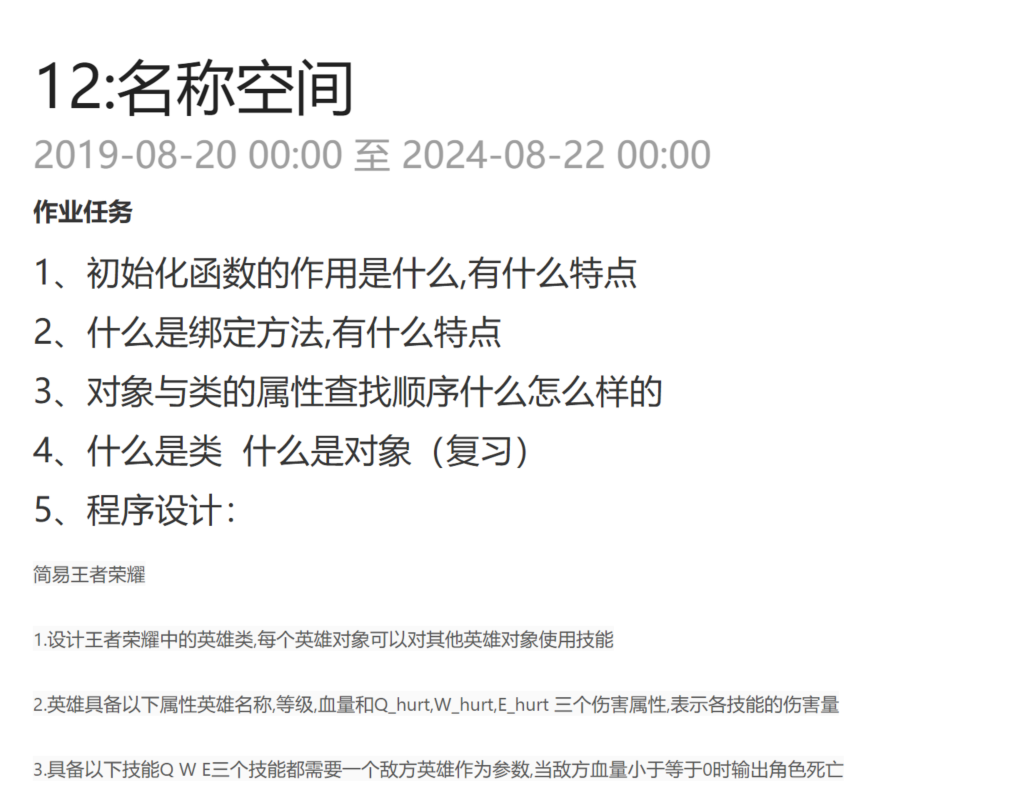 12:名称空间
2019-08-20 00:00 至 2024-08-22 00:00
作业任务
1、初始化函数的作用是什么,有什么特点
2、什么是绑定方法,有什么特点
3、对象与类的属性查找顺序什么怎么样的
4、什么是类  什么是对象（复习）
5、程序设计：
简易王者荣耀
1.设计王者荣耀中的英雄类,每个英雄对象可以对其他英雄对象使用技能
2.英雄具备以下属性英雄名称,等级,血量和Q_hurt,W_hurt,E_hurt 三个伤害属性,表示各技能的伤害量
3.具备以下技能Q W E三个技能都需要一个敌方英雄作为参数,当敌方血量小于等于0时输出角色死亡